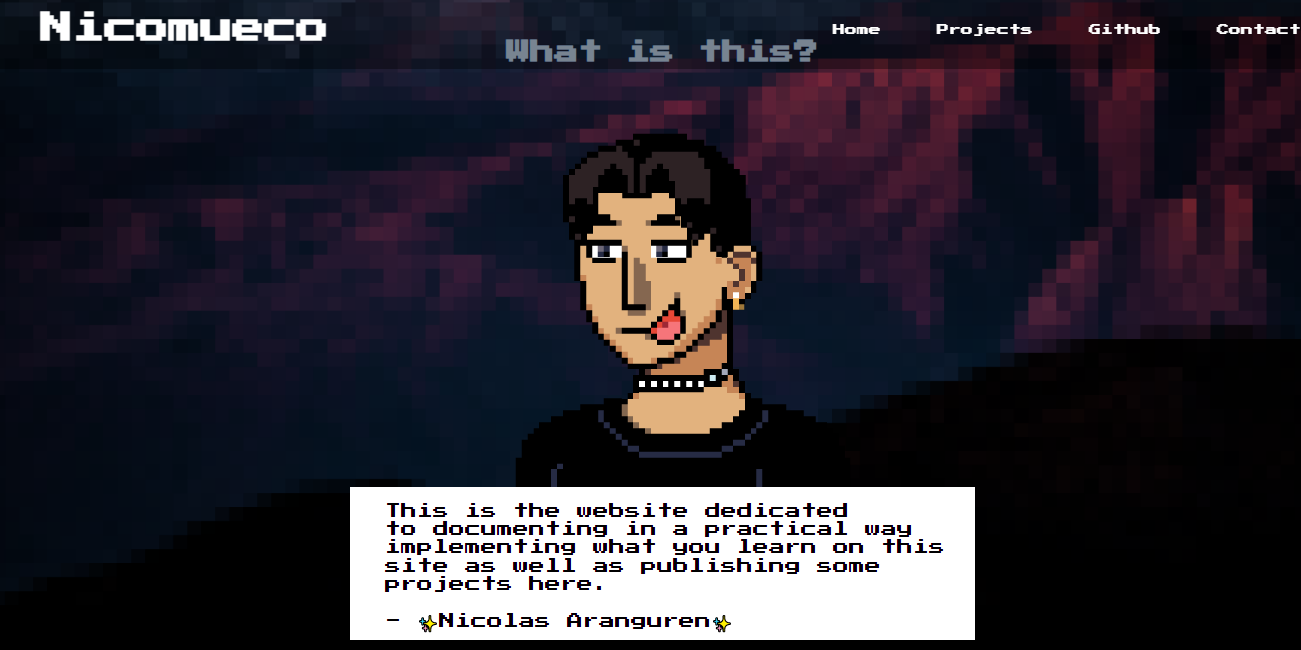 Nicomueco
Home Projects Github Contact
What is this?
This is the website dedicated
to documenting in a practical way
implementing what you learn on this
site as well as publishing some
projects here.
- ✨Nicolas Aranguren✨